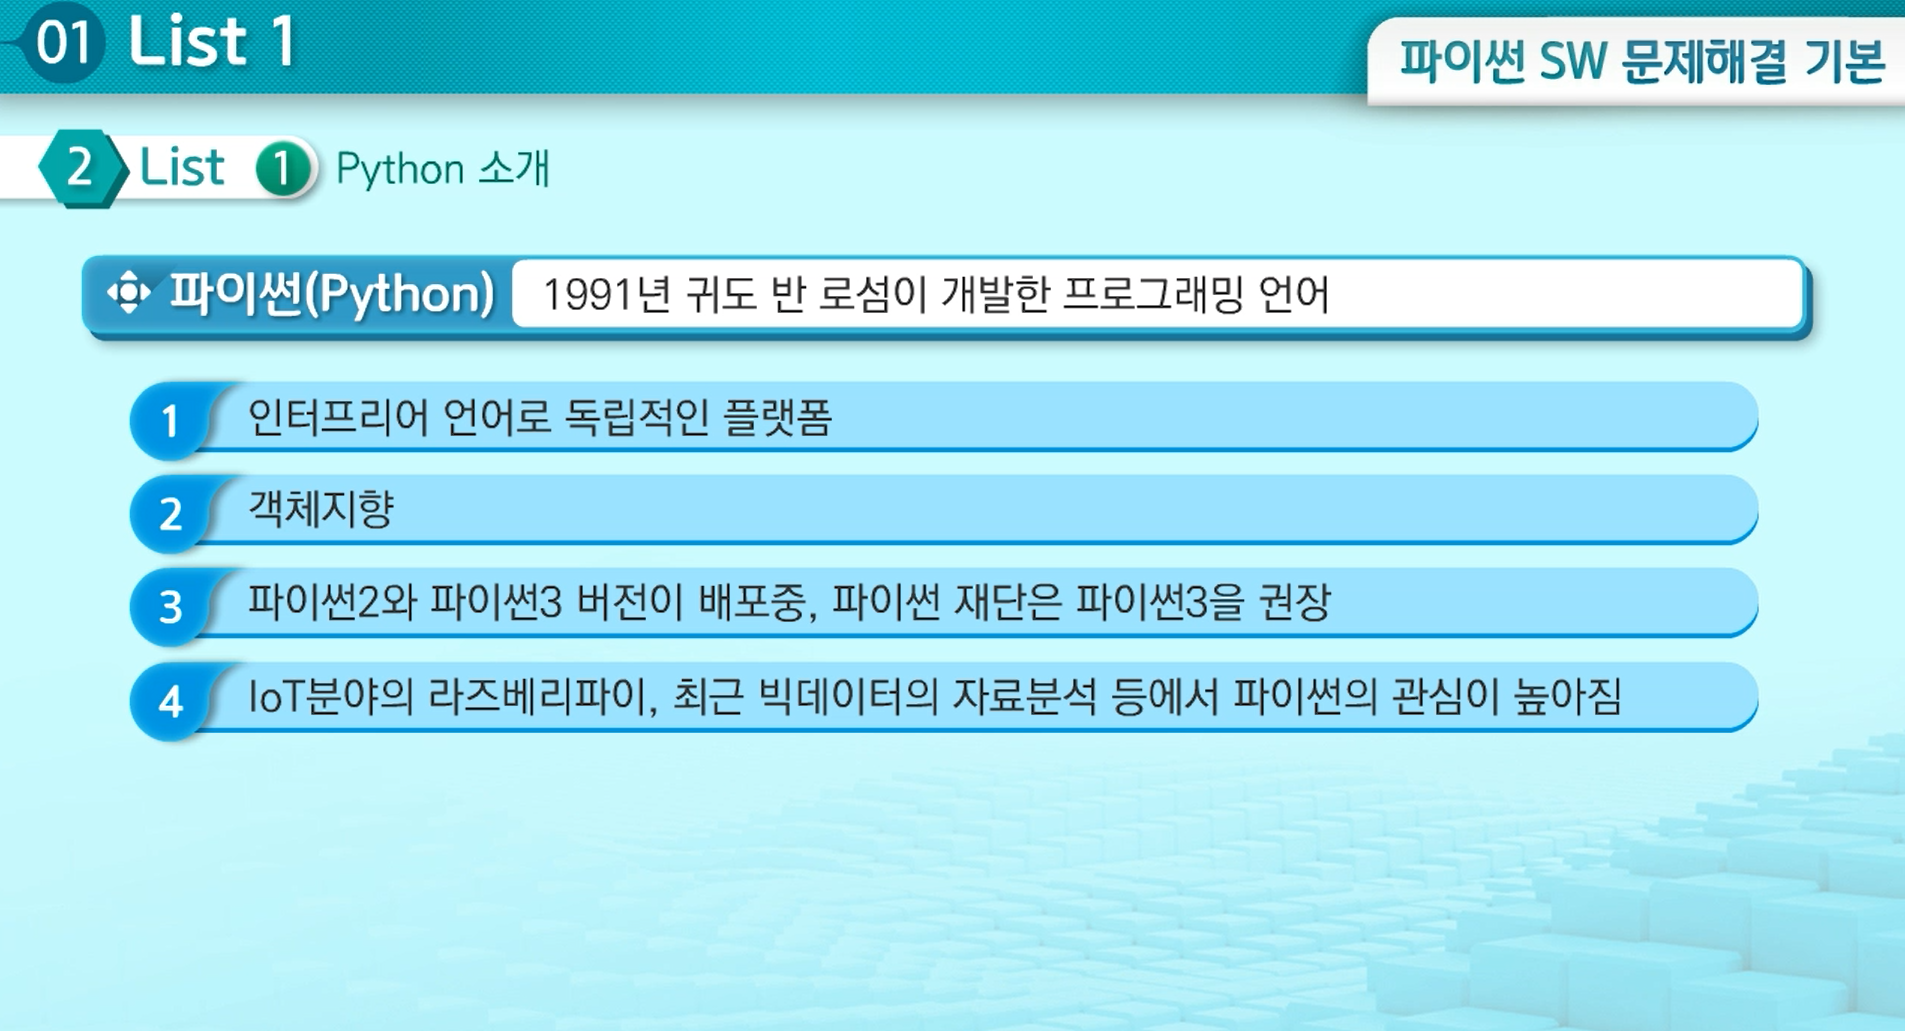 01 List 1
파이썬 SW 문제해결 기본
2 List 1 Python 소개
파이썬(Python) 1991년 귀도 반 로섬이 개발한 프로그래밍 언어
1 인터프리어 언어로 독립적인 플랫폼
2 객체지향
3 파이썬2와 파이썬3 버전이 배포중, 파이썬 재단은 파이썬3을 권장
4 IoT분야의 라즈베리파이, 최근 빅데이터의 자료분석 등에서 파이썬의 관심이 높아짐